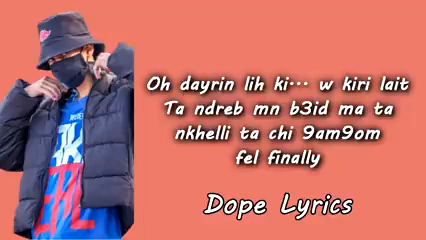 Oh dayrin lih ki... w kiri lait
Ta ndreb mn b3id ma ta
nkhelli ta chi 9am9om
fel finally
Dope Lyrics